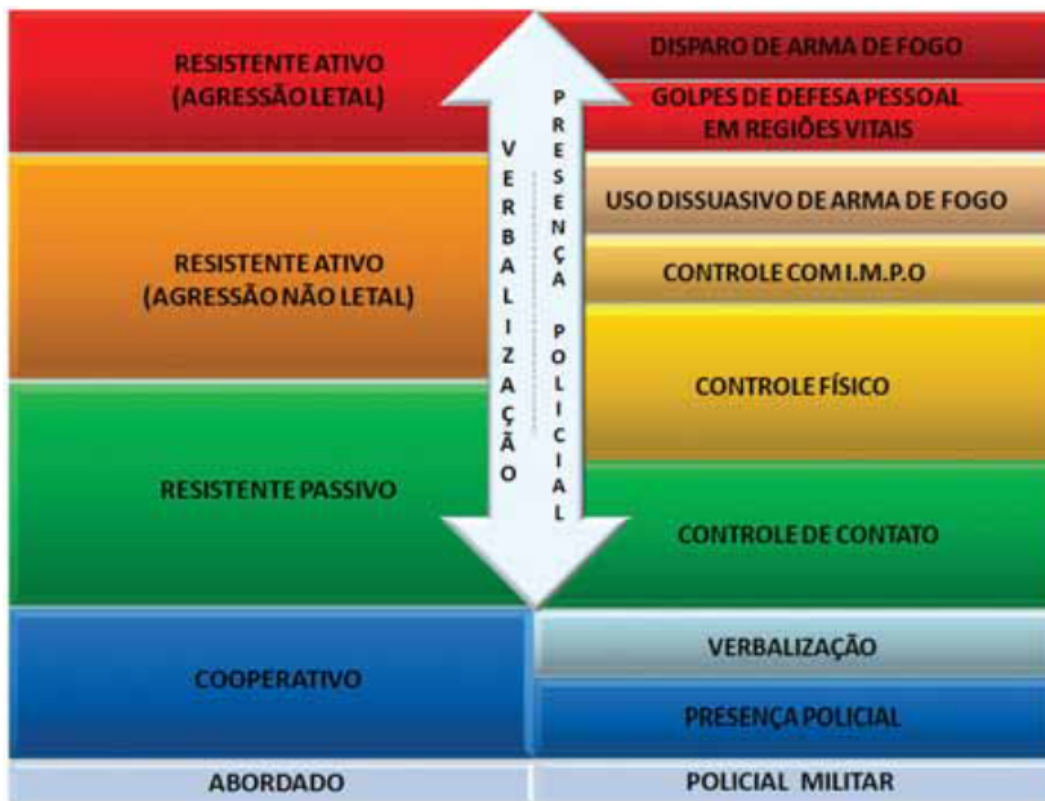 RESISTENTE ATIVO
(AGRESSÃO LETAL)
RESISTENTE ATIVO
(AGRESSÃO NÃO LETAL)
RESISTENTE PASSIVO
COOPERATIVO
ABORDADO
VERBALIZAÇÃO
PRESENÇA POLICIAL
DISPARO DE ARMA DE FOGO
GOLPES DE DEFESA PESSOAL
EM REGIÕES VITAIS
USO DISSUASIVO DE ARMA DE FOGO
CONTROLE COM I.M.P.O
CONTROLE FÍSICO
CONTROLE DE CONTATO
VERBALIZAÇÃO
PRESENÇA POLICIAL
POLICIAL MILITAR